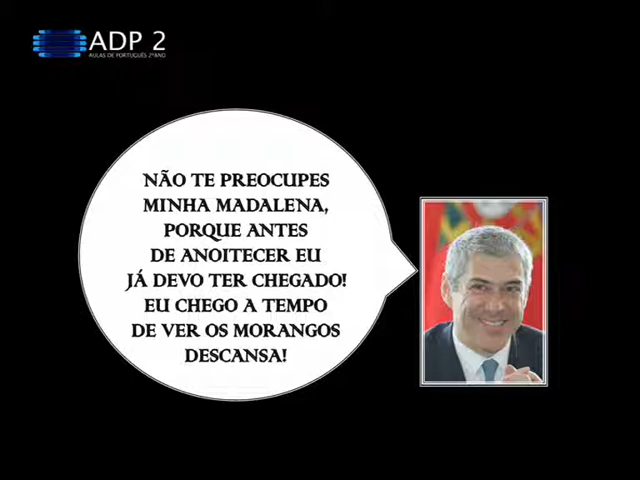 ADP 2
AULAS DE PORTUGUÊS 2ºANO
NÃO TE PREOCUPES
MINHA MADALENA,
PORQUE ANTES
DE ANOITECER EU
JÁ DEVO TER CHEGADO!
EU CHEGO A TEMPO
DE VER OS MORANGOS
DESCANSA!